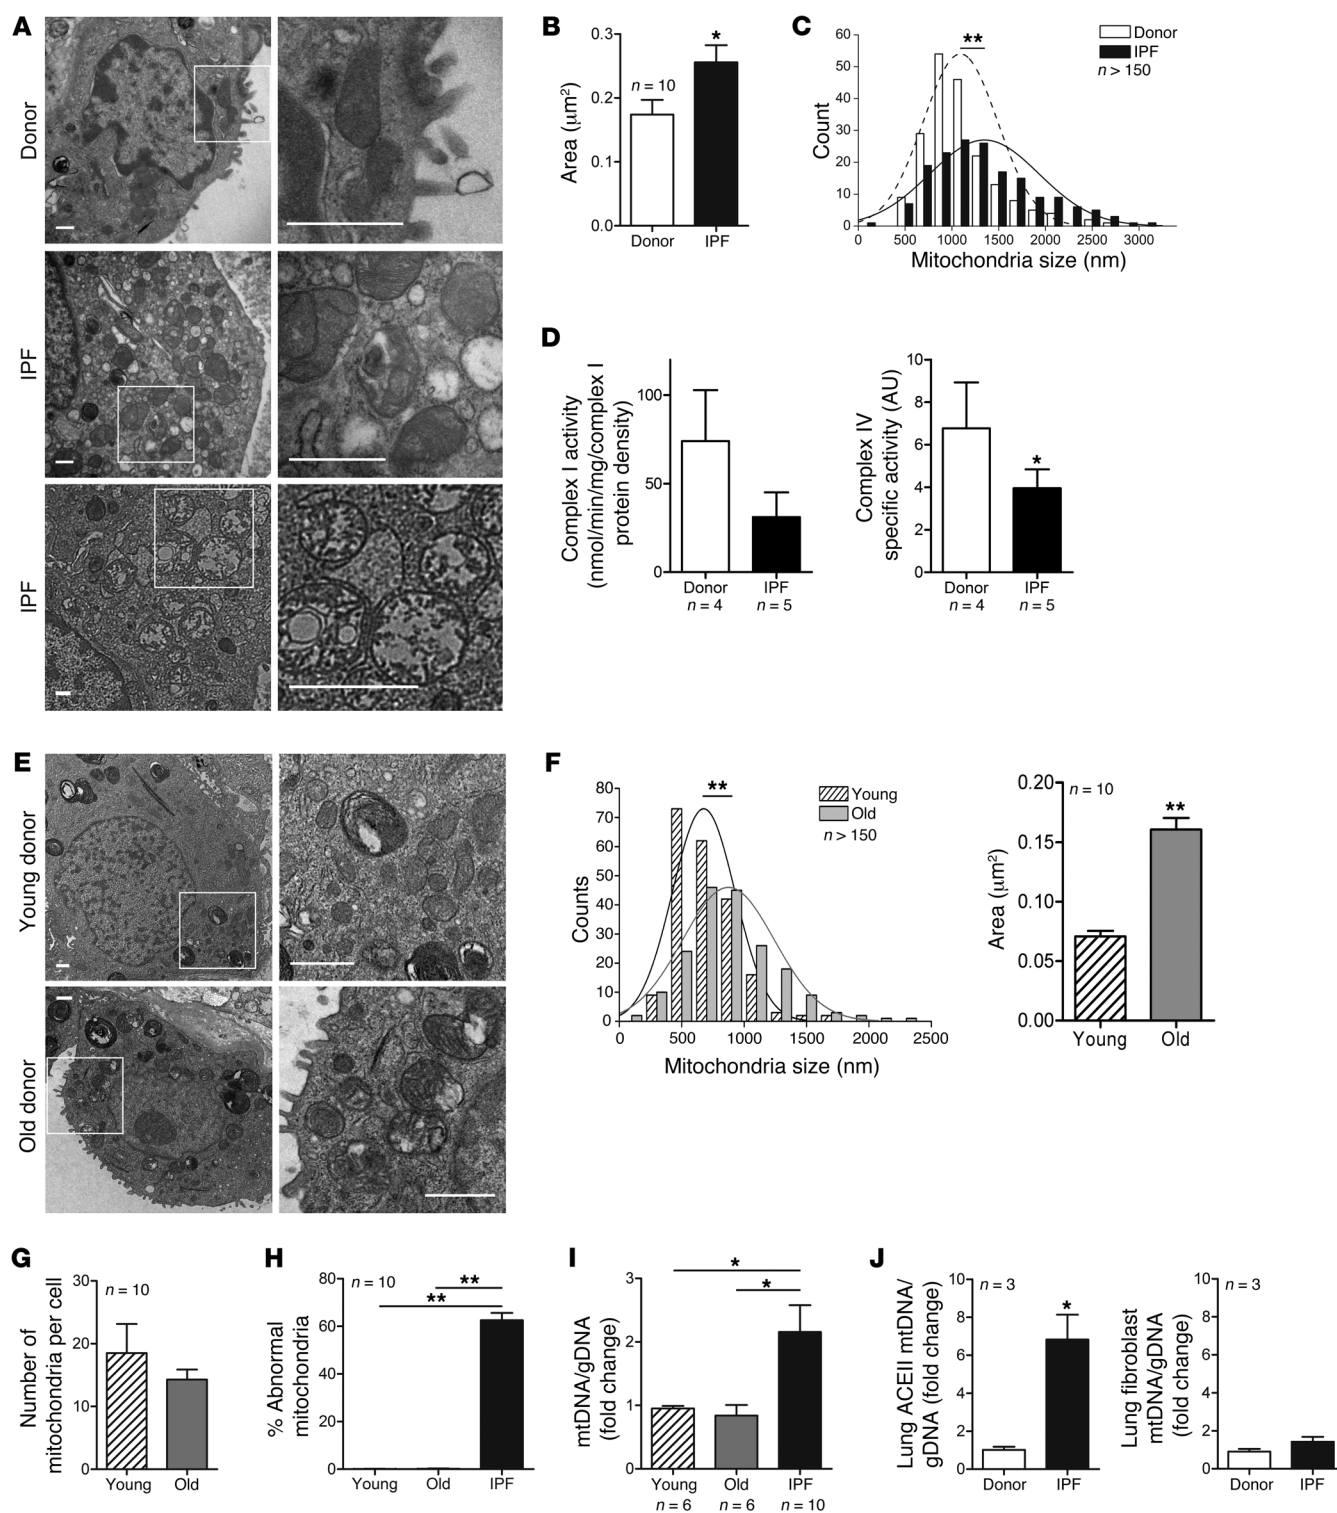 A
Donor
IPF
IPF
B
Area (µm²)
0.3
0.2
0.1
0.0
n = 10
*
Donor
IPF
C
Count
60
50
40
30
20
10
0
**
Donor
IPF
n > 150
0
500
1000
1500
2000
2500
3000
Mitochondria size (nm)
D
Complex I activity
(nmol/min/mg/complex I
protein density)
100
50
0
Donor
IPF
n = 4
n = 5
Complex IV
specific activity (AU)
10
8
6
4
2
0
*
Donor
IPF
n = 4
n = 5
E
Young donor
Old donor
F
Counts
80
70
60
50
40
30
20
10
0
**
Young
Old
n > 150
0
500
1000
1500
2000
2500
Mitochondria size (nm)
Area (µm²)
0.20
0.15
0.10
0.05
0.00
n = 10
**
Young
Old
G
Number of
mitochondria per cell
30
20
10
0
n = 10
Young
Old
H
% Abnormal
mitochondria
80
60
40
20
0
n = 10
**
**
Young
Old
IPF
I
mtDNA/gDNA
(fold change)
3
2
1
0
*
*
Young
Old
IPF
n = 6
n = 6
n = 10
J
Lung ACEII mtDNA/
gDNA (fold change)
10
8
6
4
2
0
n = 3
*
Donor
IPF
Lung fibroblast
mtDNA/gDNA
(fold change)
10
8
6
4
2
0
n = 3
Donor
IPF